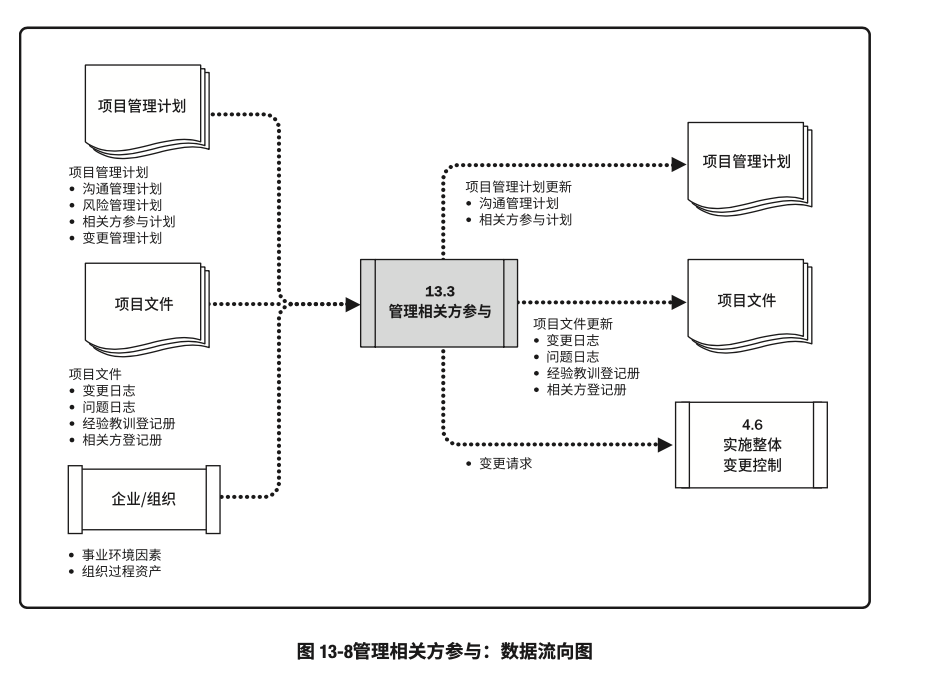 项目管理计划
项目管理计划
• 沟通管理计划
• 风险管理计划
• 相关方参与计划
• 变更管理计划
项目文件
项目文件
• 变更日志
• 问题日志
• 经验教训登记册
• 相关方登记册
企业/组织
• 事业环境因素
• 组织过程资产
13.3
管理相关方参与
项目管理计划更新
• 沟通管理计划
• 相关方参与计划
项目管理计划
项目文件更新
• 变更日志
• 问题日志
• 经验教训登记册
• 相关方登记册
项目文件
• 变更请求
4.6
实施整体
变更控制
图 13-8管理相关方参与：数据流向图